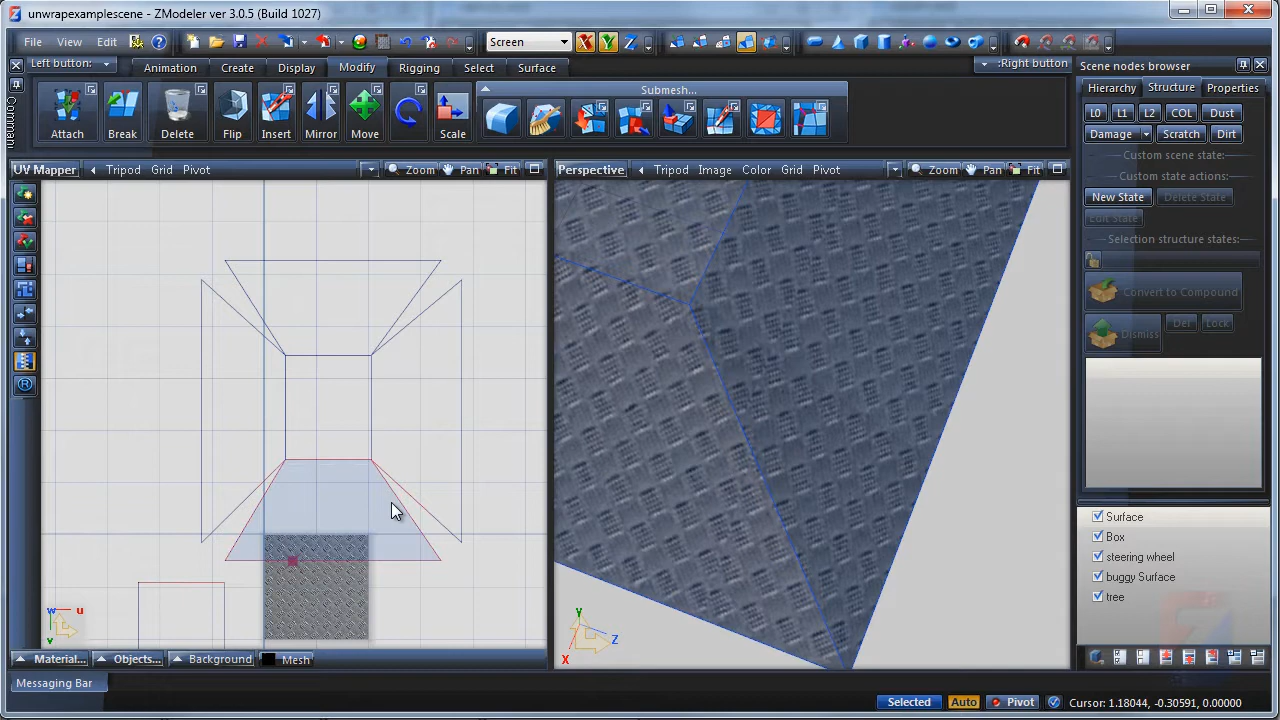 unwrapexamplescene - ZModeler ver 3.0.5 (Build 1027)
File View Edit Screen X Y Z
Left button: Animation Create Display Modify Rigging Select Surface :Right button
Scene nodes browser
Hierarchy Structure Properties
Submesh...
Attach Break Delete Flip Insert Mirror Move Scale
L0 L1 L2 COL Dust
Damage Scratch Dirt
Custom scene state:
Custom state actions:
New State Delete State
Edit State
Selection structure states:
Convert to Compound
Dismiss Del Lock
UV Mapper Tripod Grid Pivot Zoom Pan Fit
Perspective Tripod Image Color Grid Pivot Zoom Pan Fit
Surface
Box
steering wheel
buggy Surface
tree
w u
v
Y
Z
X
Material... Objects... Background Mesh
Messaging Bar
Selected Auto Pivot Cursor: 1.18044, -0.30591, 0.00000